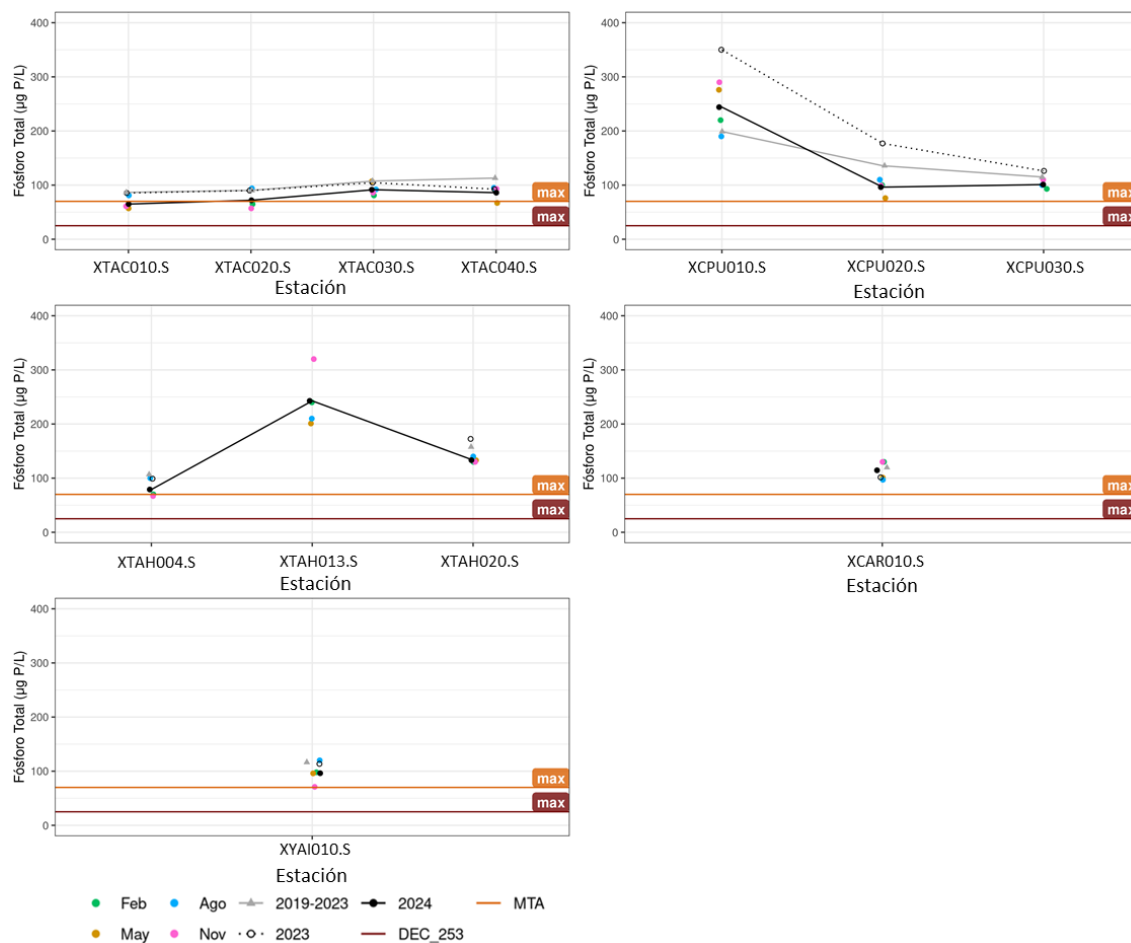 400
300
200
100
0
Fósforo Total (µg P/L)
max
max
XTAC010.S XTAC020.S XTAC030.S XTAC040.S
Estación
400
300
200
100
0
Fósforo Total (µg P/L)
max
max
XCPU010.S XCPU020.S XCPU030.S
Estación
400
300
200
100
0
Fósforo Total (µg P/L)
max
max
XTAH004.S XTAH013.S XTAH020.S
Estación
400
300
200
100
0
Fósforo Total (µg P/L)
max
max
XCAR010.S
Estación
400
300
200
100
0
Fósforo Total (µg P/L)
max
max
XYAI010.S
Estación
Feb Ago 2019-2023 2024 MTA
May Nov 2023 DEC_253